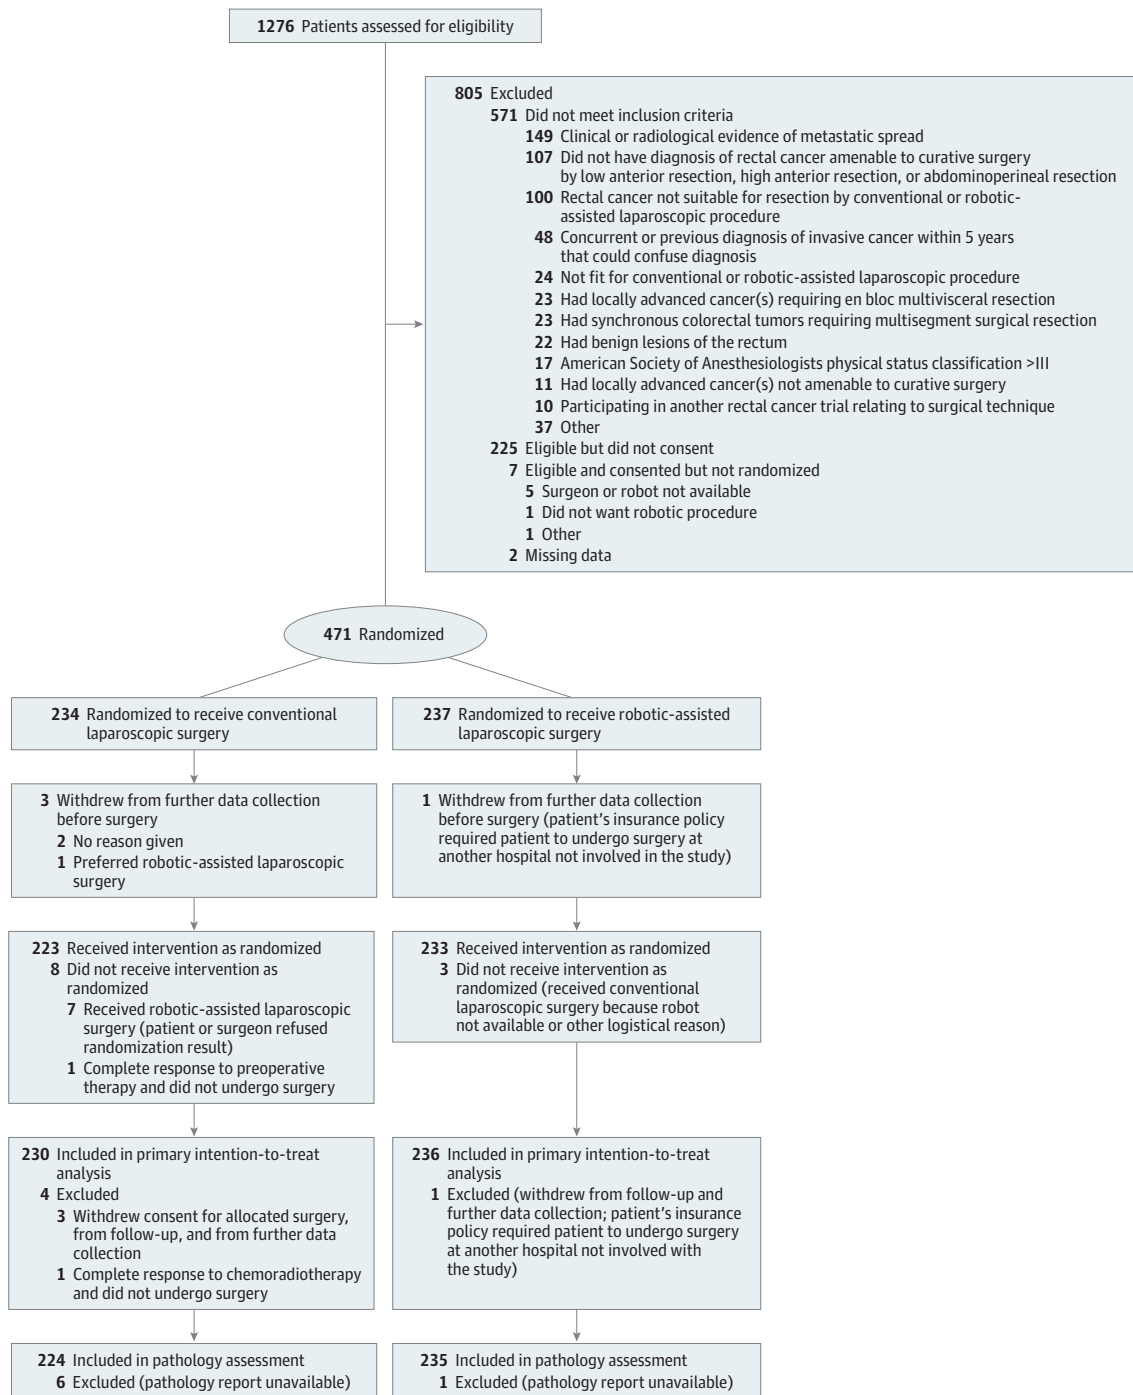 1276 Patients assessed for eligibility
805 Excluded
571 Did not meet inclusion criteria
149 Clinical or radiological evidence of metastatic spread
107 Did not have diagnosis of rectal cancer amenable to curative surgery
by low anterior resection, high anterior resection, or abdominoperineal resection
100 Rectal cancer not suitable for resection by conventional or robotic-
assisted laparoscopic procedure
48 Concurrent or previous diagnosis of invasive cancer within 5 years
that could confuse diagnosis
24 Not fit for conventional or robotic-assisted laparoscopic procedure
23 Had locally advanced cancer(s) requiring en bloc multivisceral resection
23 Had synchronous colorectal tumors requiring multisegment surgical resection
22 Had benign lesions of the rectum
17 American Society of Anesthesiologists physical status classification >III
11 Had locally advanced cancer(s) not amenable to curative surgery
10 Participating in another rectal cancer trial relating to surgical technique
37 Other
225 Eligible but did not consent
7 Eligible and consented but not randomized
5 Surgeon or robot not available
1 Did not want robotic procedure
1 Other
2 Missing data
471 Randomized
234 Randomized to receive conventional
laparoscopic surgery
237 Randomized to receive robotic-assisted
laparoscopic surgery
3 Withdrew from further data collection
before surgery
2 No reason given
1 Preferred robotic-assisted laparoscopic
surgery
1 Withdrew from further data collection
before surgery (patient's insurance policy
required patient to undergo surgery at
another hospital not involved in the study)
223 Received intervention as randomized
8 Did not receive intervention as
randomized
7 Received robotic-assisted laparoscopic
surgery (patient or surgeon refused
randomization result)
1 Complete response to preoperative
therapy and did not undergo surgery
233 Received intervention as randomized
3 Did not receive intervention as
randomized (received conventional
laparoscopic surgery because robot
not available or other logistical reason)
230 Included in primary intention-to-treat
analysis
4 Excluded
3 Withdrew consent for allocated surgery,
from follow-up, and from further data
collection
1 Complete response to chemoradiotherapy
and did not undergo surgery
236 Included in primary intention-to-treat
analysis
1 Excluded (withdrew from follow-up and
further data collection; patient's insurance
policy required patient to undergo surgery
at another hospital not involved with
the study)
224 Included in pathology assessment
6 Excluded (pathology report unavailable)
235 Included in pathology assessment
1 Excluded (pathology report unavailable)